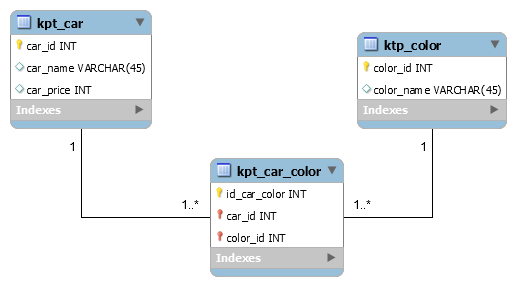 kpt_car
car_id INT
car_name VARCHAR(45)
car_price INT
Indexes
ktp_color
color_id INT
color_name VARCHAR(45)
Indexes
1
1
kpt_car_color
id_car_color INT
car_id INT
color_id INT
Indexes
1..*
1..*